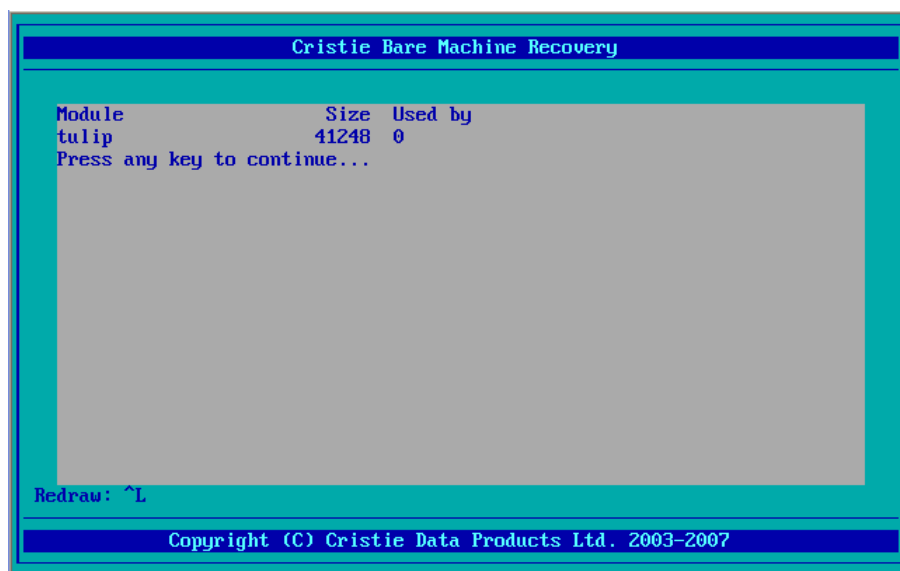 Cristie Bare Machine Recovery
Module Size Used by
tulip 41248 0
Press any key to continue...
Redraw: ^L
Copyright (C) Cristie Data Products Ltd. 2003-2007